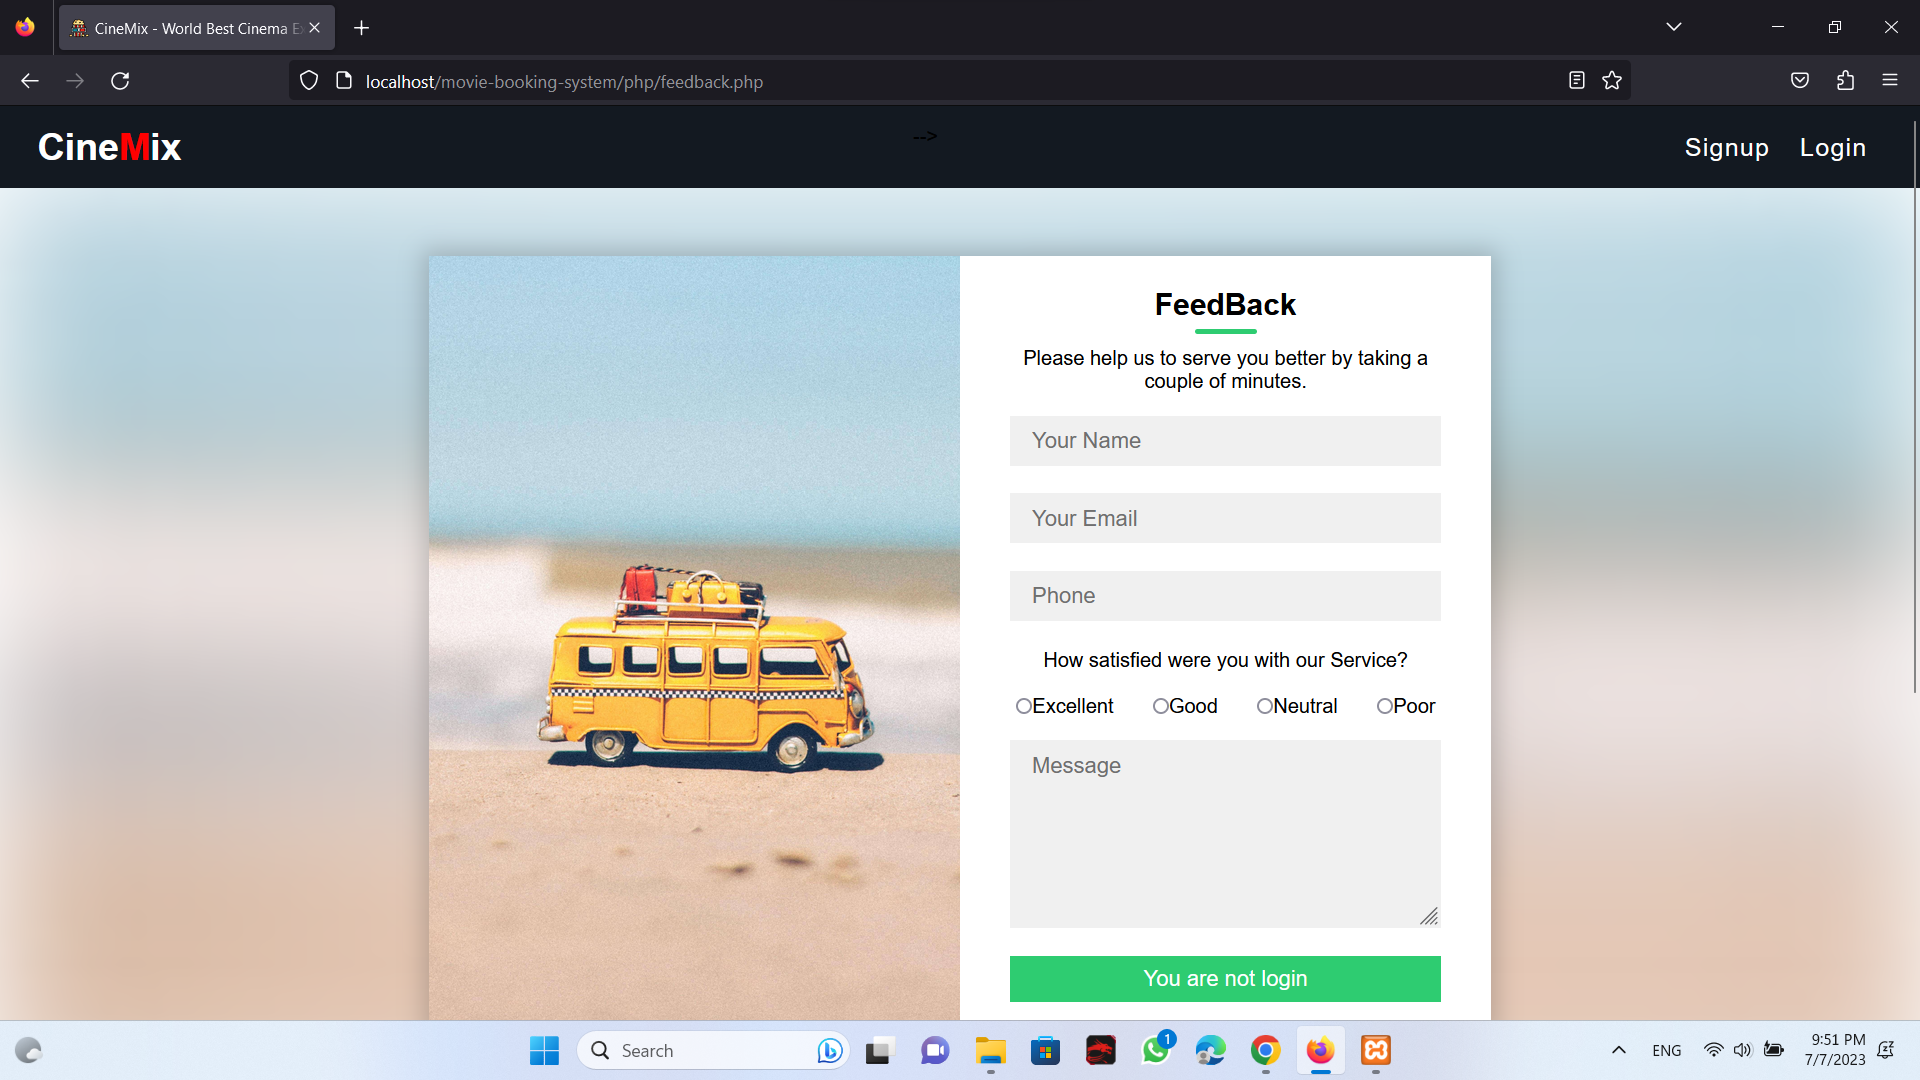 CineMix - World Best Cinema Ex
localhost/movie-booking-system/php/feedback.php
CineMix
-->
Signup
Login
FeedBack
Please help us to serve you better by taking a
couple of minutes.
Your Name
Your Email
Phone
How satisfied were you with our Service?
Excellent Good Neutral Poor
Message
You are not login
Search
1
ENG
9:51 PM
7/7/2023